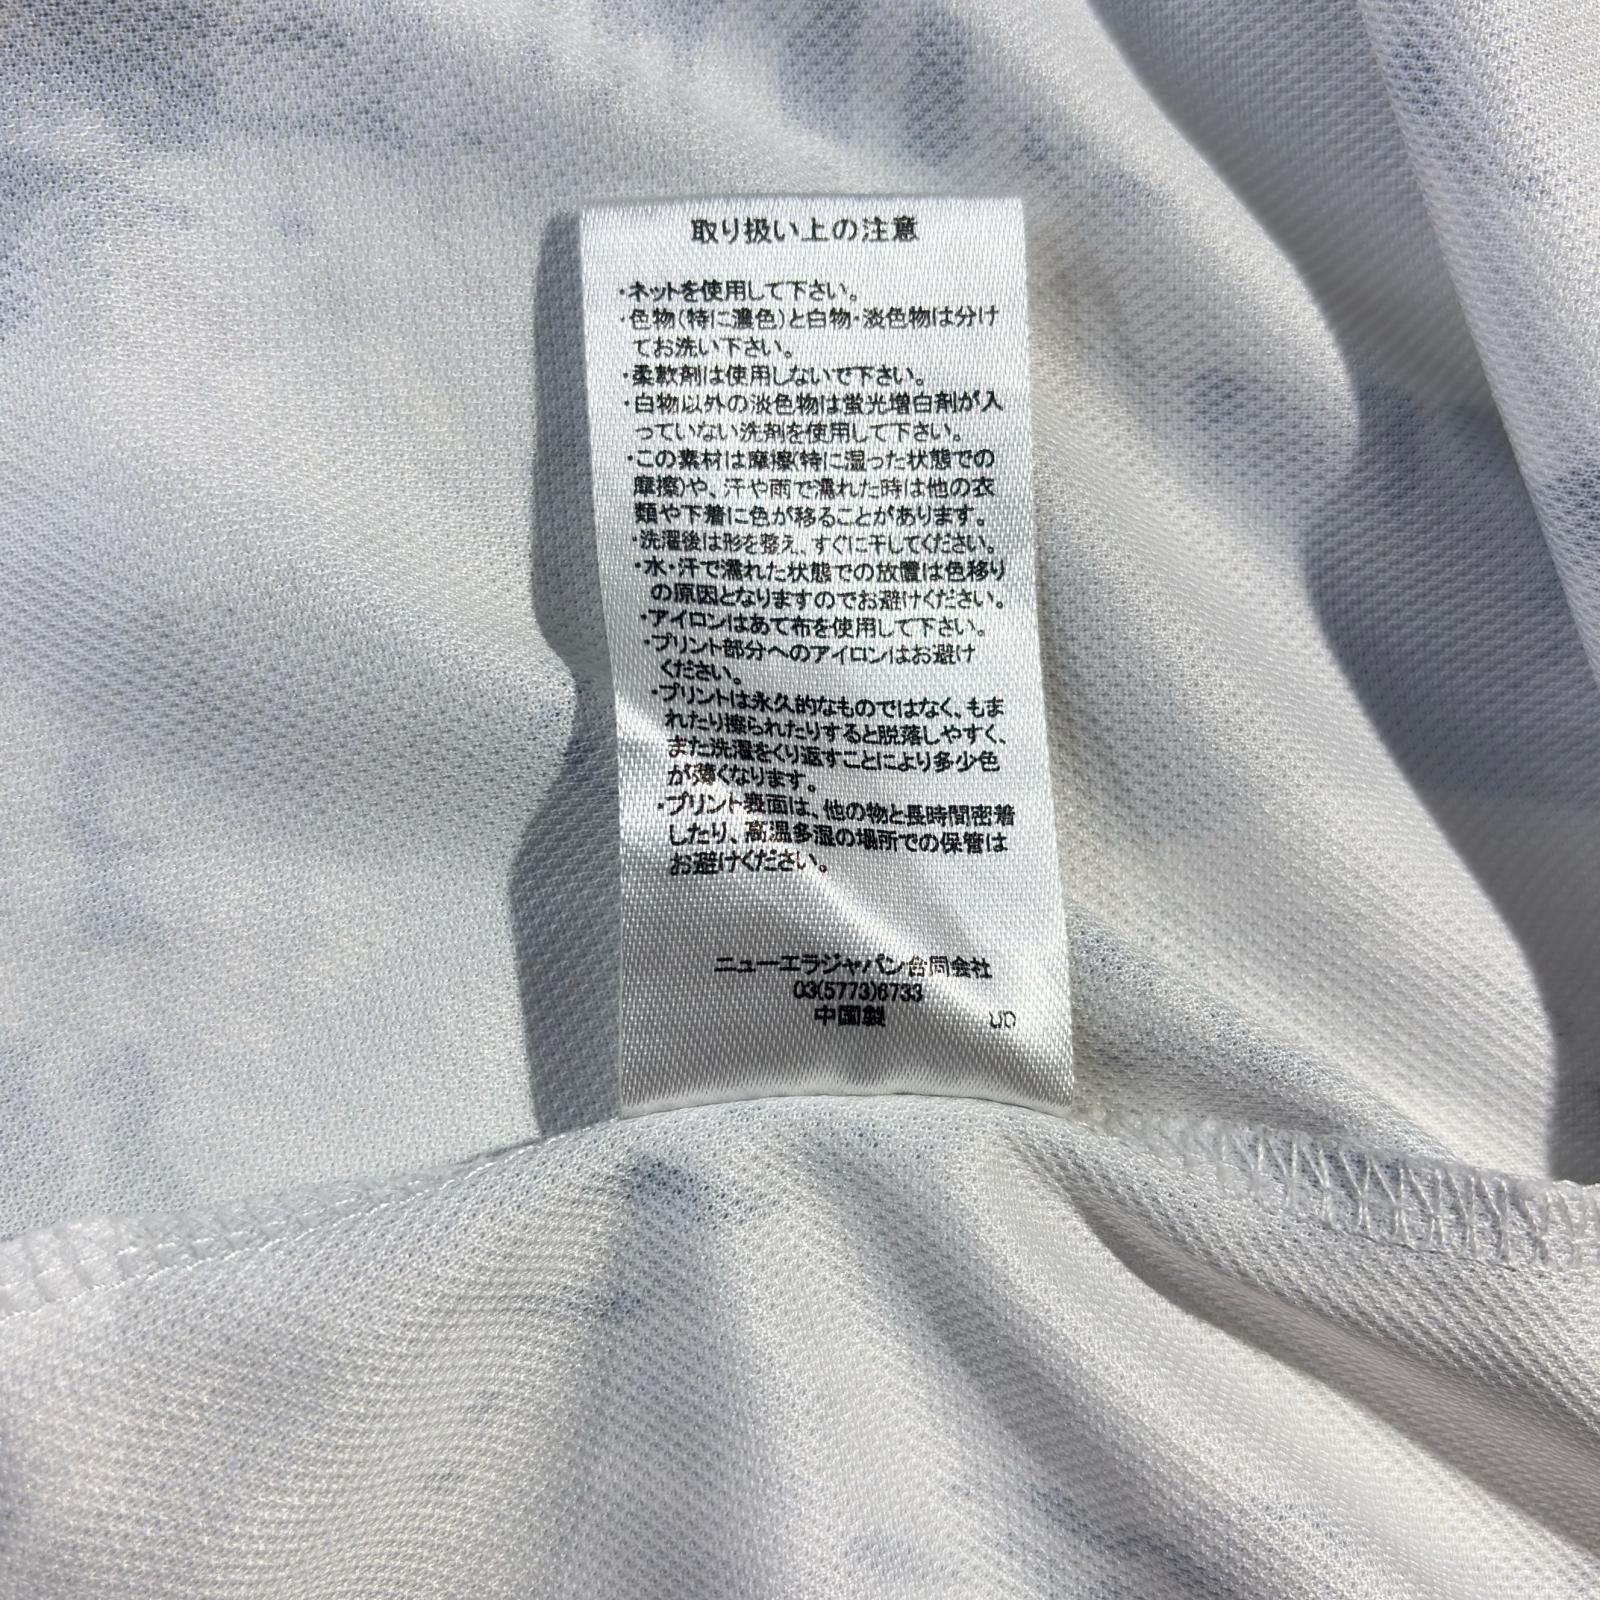 取り扱い上の注意
・ネットを使用して下さい。
・色物(特に濃色)と白物・淡色物は分け
てお洗い下さい。
・柔軟剤は使用しないで下さい。
・白物以外の淡色物は蛍光増白剤が入
っていない洗剤を使用して下さい。
・この素材は摩擦(特に湿った状態での
摩擦)や、汗や雨で濡れた時は他の衣
類や下着に色が移ることがあります。
・洗濯後は形を整え、すぐに干してください。
・水・汗で濡れた状態での放置は色移り
の原因となりますのでお避けください。
・アイロンはあて布を使用して下さい。
・プリント部分へのアイロンはお避け
ください。
・プリントは永久的なものではなく、もま
れたり擦られたりすると脱落しやすく、
また洗濯をくり返すことにより多少色
が薄くなります。
・プリント表面は、他の物と長時間密着
したり、高温多湿の場所での保管は
お避けください。
ニューエラジャパン合同会社
03(5773)6733
中国製